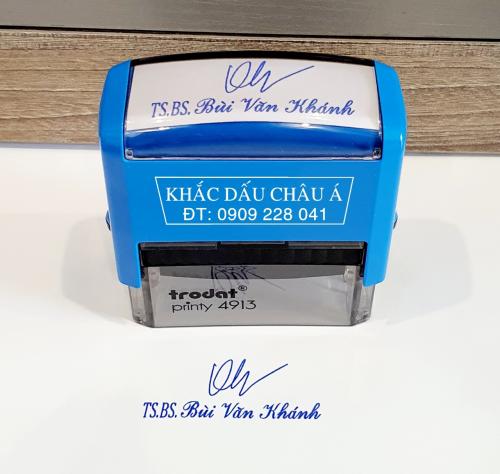 TS.BS. Bùi Văn Khánh
KHẮC DẤU CHÂU Á
ĐT: 0909 228 041
trodat®
printy 4913
TS.BS. Bùi Văn Khánh